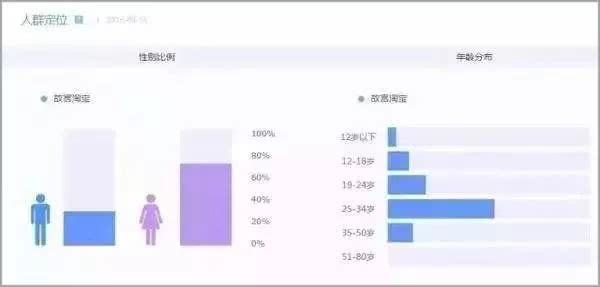 人群定位
性别比例
年龄分布
故宫淘宝
故宫淘宝
100%
80%
60%
40%
20%
0%
12岁以下
12-18岁
19-24岁
25-34岁
35-50岁
51-80岁